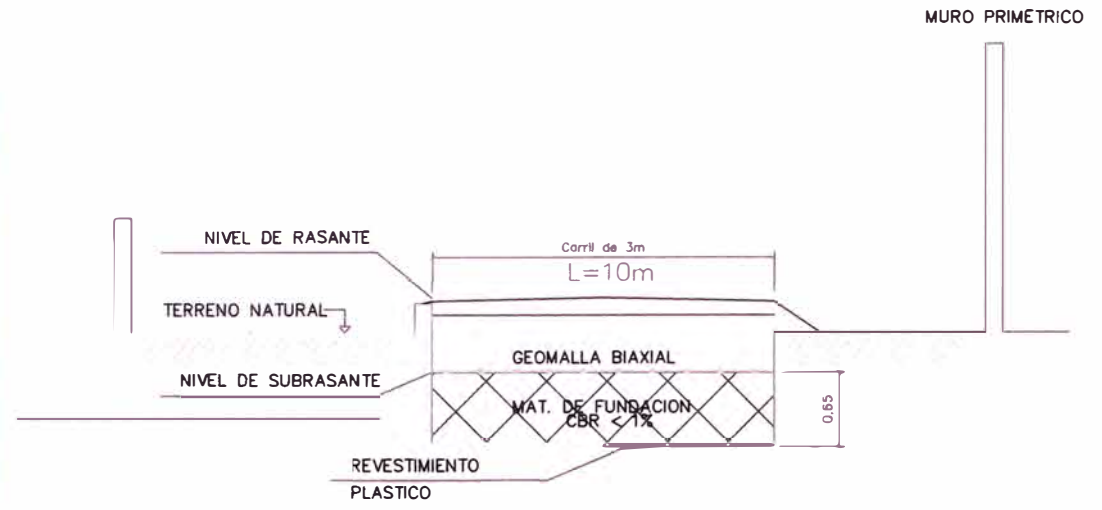 MURO PRIMETRICO
NIVEL DE RASANTE
Carril de 3m
L=10m
TERRENO NATURAL
GEOMALLA BIAXIAL
NIVEL DE SUBRASANTE
MAT. DE FUNDACION
CBR < 1%
0.65
REVESTIMIENTO
PLASTICO